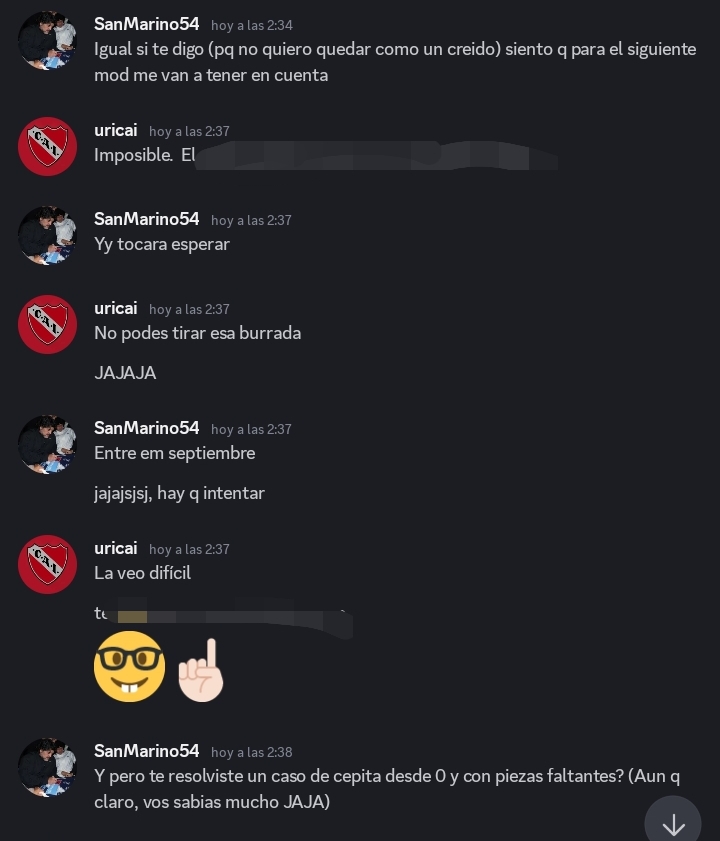 SanMarino54 hoy a las 2:34
Igual si te digo (pq no quiero quedar como un creido) siento q para el siguiente
mod me van a tener en cuenta
uricai hoy a las 2:37
Imposible. El
SanMarino54 hoy a las 2:37
Yy tocara esperar
uricai hoy a las 2:37
No podes tirar esa burrada
JAJAJA
SanMarino54 hoy a las 2:37
Entre em septiembre
jajajsjsj, hay q intentar
uricai hoy a las 2:37
La veo difícil
SanMarino54 hoy a las 2:38
Y pero te resolviste un caso de cepita desde 0 y con piezas faltantes? (Aun q
claro, vos sabias mucho JAJA)